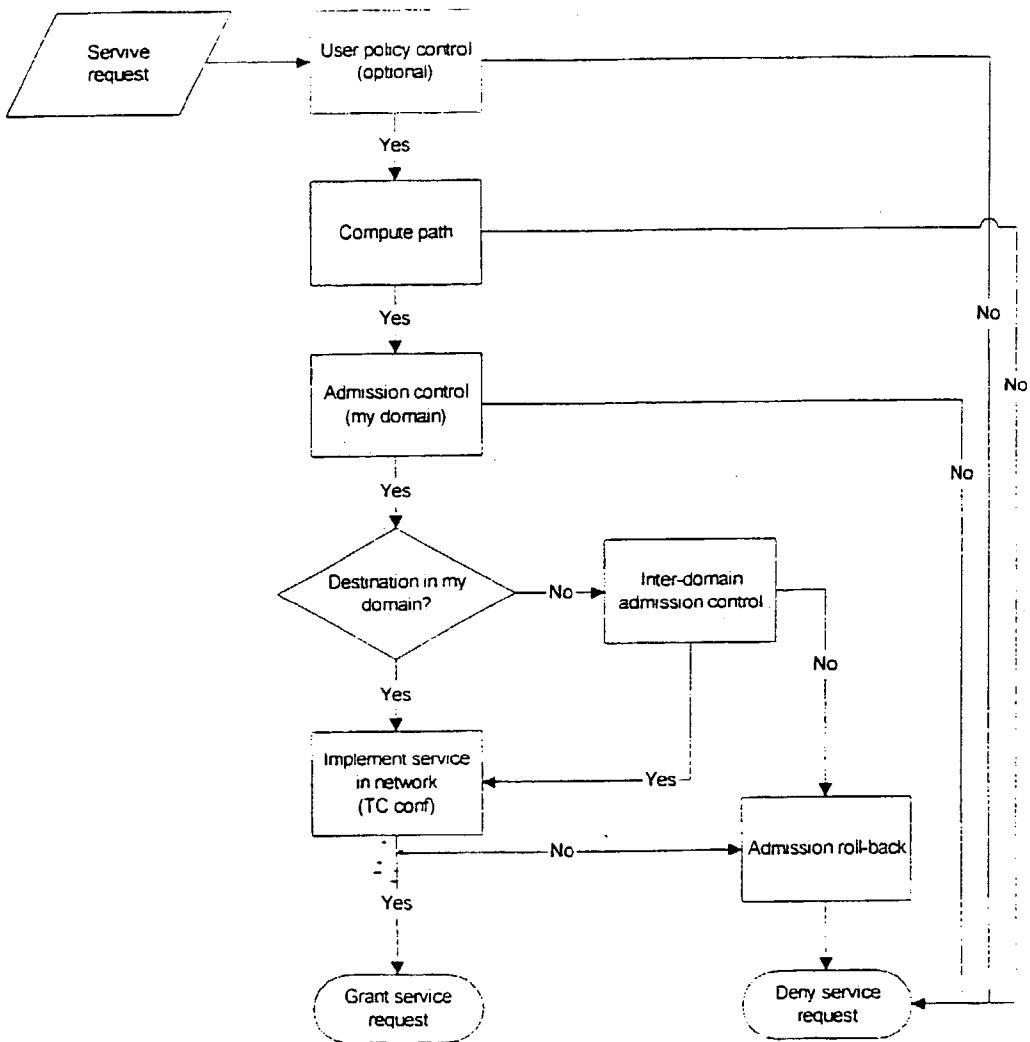 Servive
request
User policy control
(optional)
Yes
Compute path
No
Yes
No
Admission control
(my domain)
No
Yes
Destination in my
domain?
No
Inter-domain
admission control
No
Yes
Implement service
in network
(TC conf)
Yes
No
Admission roll-back
Yes
Grant service
request
Deny service
request